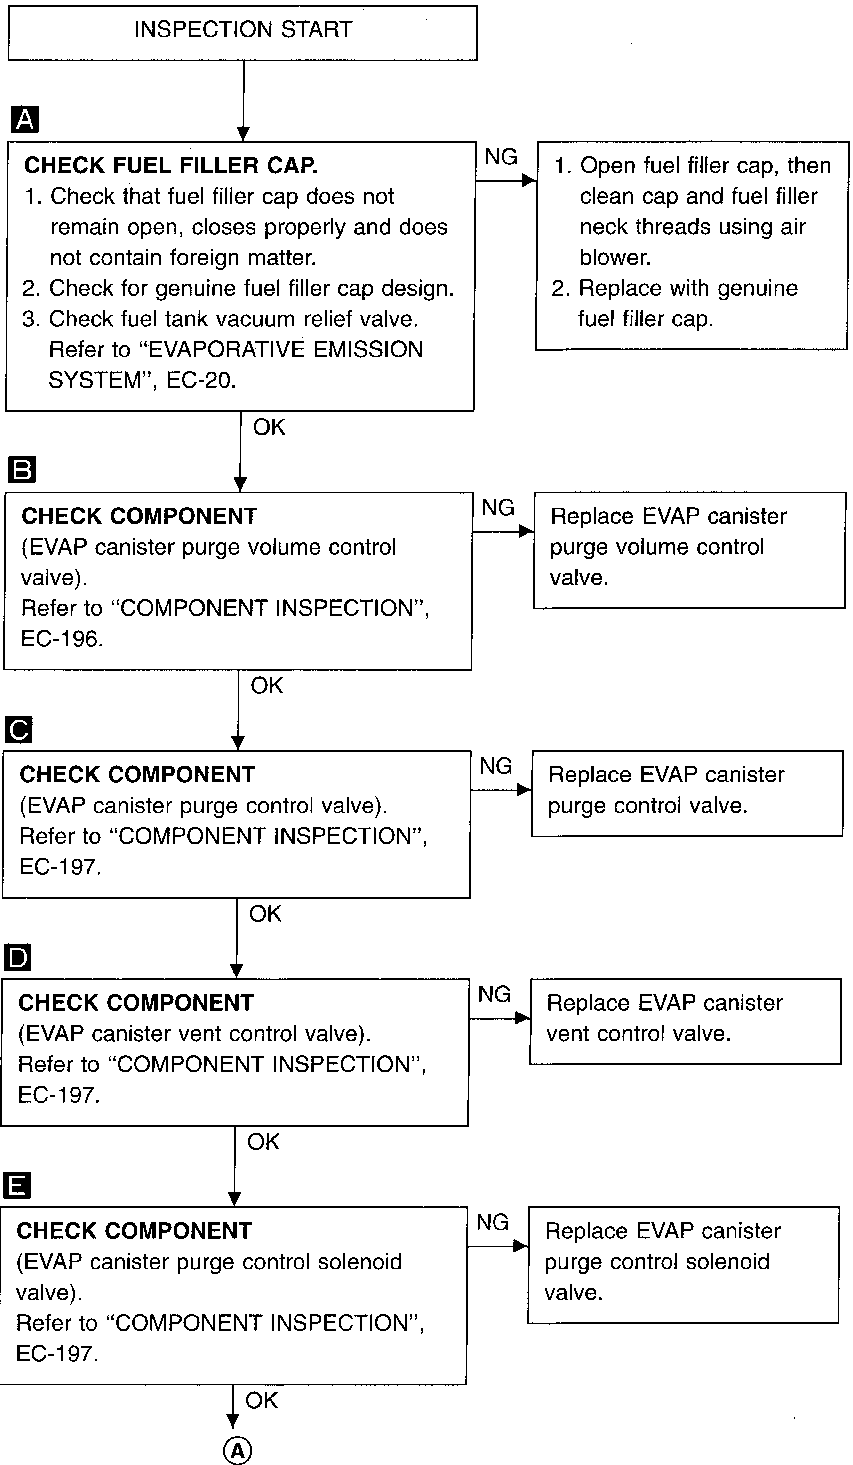 INSPECTION START
A
CHECK FUEL FILLER CAP.
1. Check that fuel filler cap does not
remain open, closes properly and does
not contain foreign matter.
2. Check for genuine fuel filler cap design.
3. Check fuel tank vacuum relief valve.
Refer to “EVAPORATIVE EMISSION
SYSTEM”, EC-20.
NG
1. Open fuel filler cap, then
clean cap and fuel filler
neck threads using air
blower.
2. Replace with genuine
fuel filler cap.
OK
B
CHECK COMPONENT
(EVAP canister purge volume control
valve).
Refer to “COMPONENT INSPECTION”,
EC-196.
NG
Replace EVAP canister
purge volume control
valve.
OK
C
CHECK COMPONENT
(EVAP canister purge control valve).
Refer to “COMPONENT INSPECTION”,
EC-197.
NG
Replace EVAP canister
purge control valve.
OK
D
CHECK COMPONENT
(EVAP canister vent control valve).
Refer to “COMPONENT INSPECTION”,
EC-197.
NG
Replace EVAP canister
vent control valve.
OK
E
CHECK COMPONENT
(EVAP canister purge control solenoid
valve).
Refer to “COMPONENT INSPECTION”,
EC-197.
NG
Replace EVAP canister
purge control solenoid
valve.
OK
A